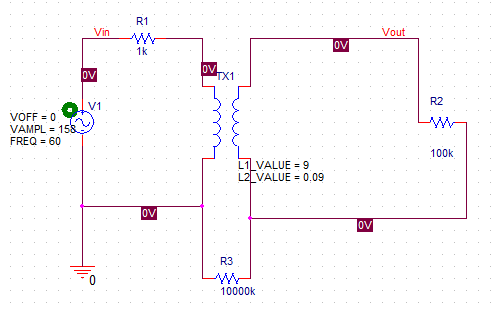 R1
Vin
Vout
1k
0V
0V
0V
TX1
V1
R2
VOFF = 0
VAMPL = 158
FREQ = 60
100k
L1_VALUE = 9
L2_VALUE = 0.09
0V
0V
R3
10000k
0